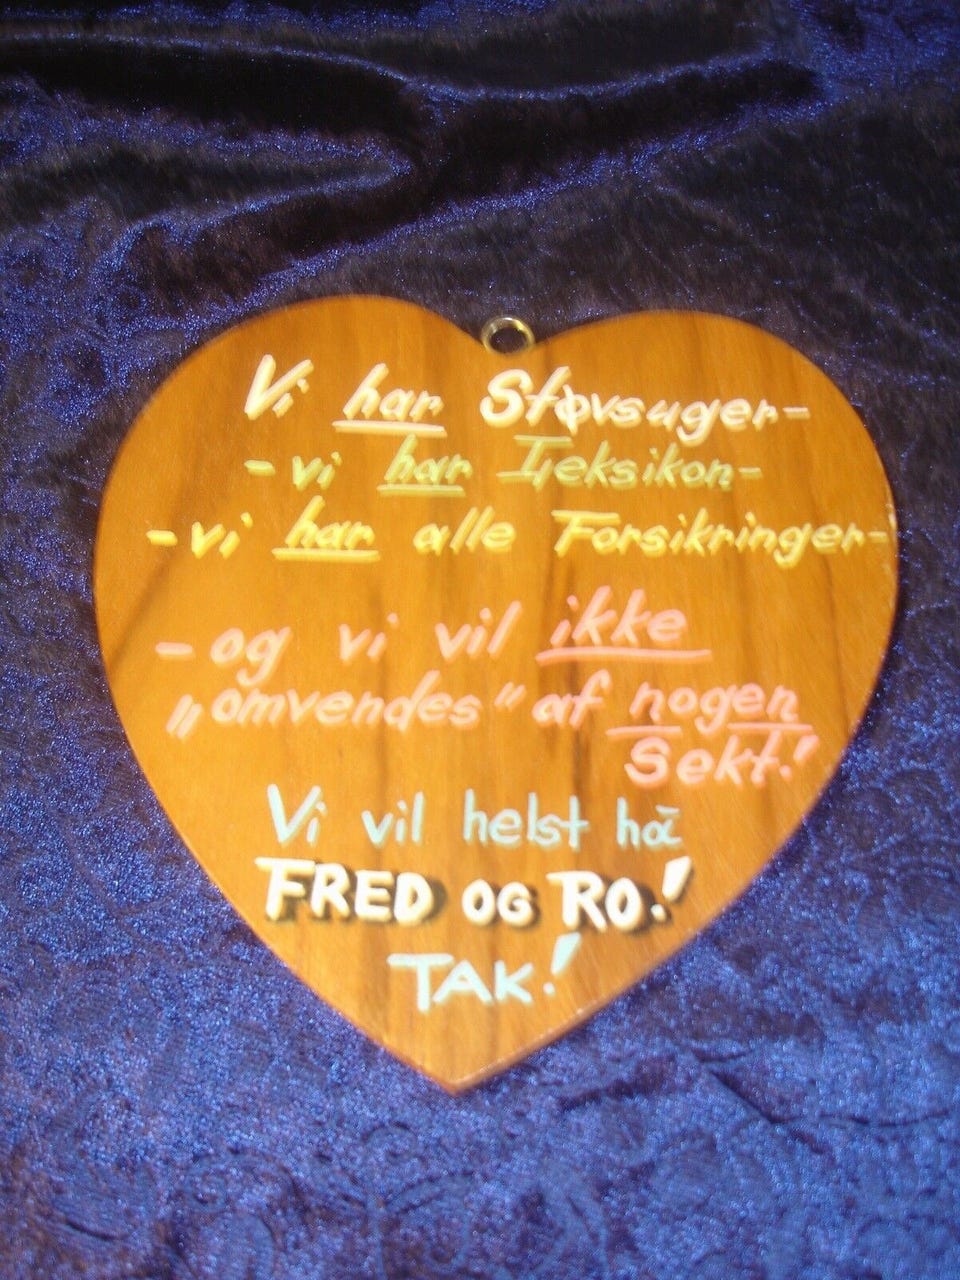 Vi har Støvsuger-
- vi har Leksikon-
- vi har alle Forsikringer-
- og vi vil ikke
„omvendes" af nogen
Sekt!
Vi vil helst ha
FRED OG RO!
TAK!